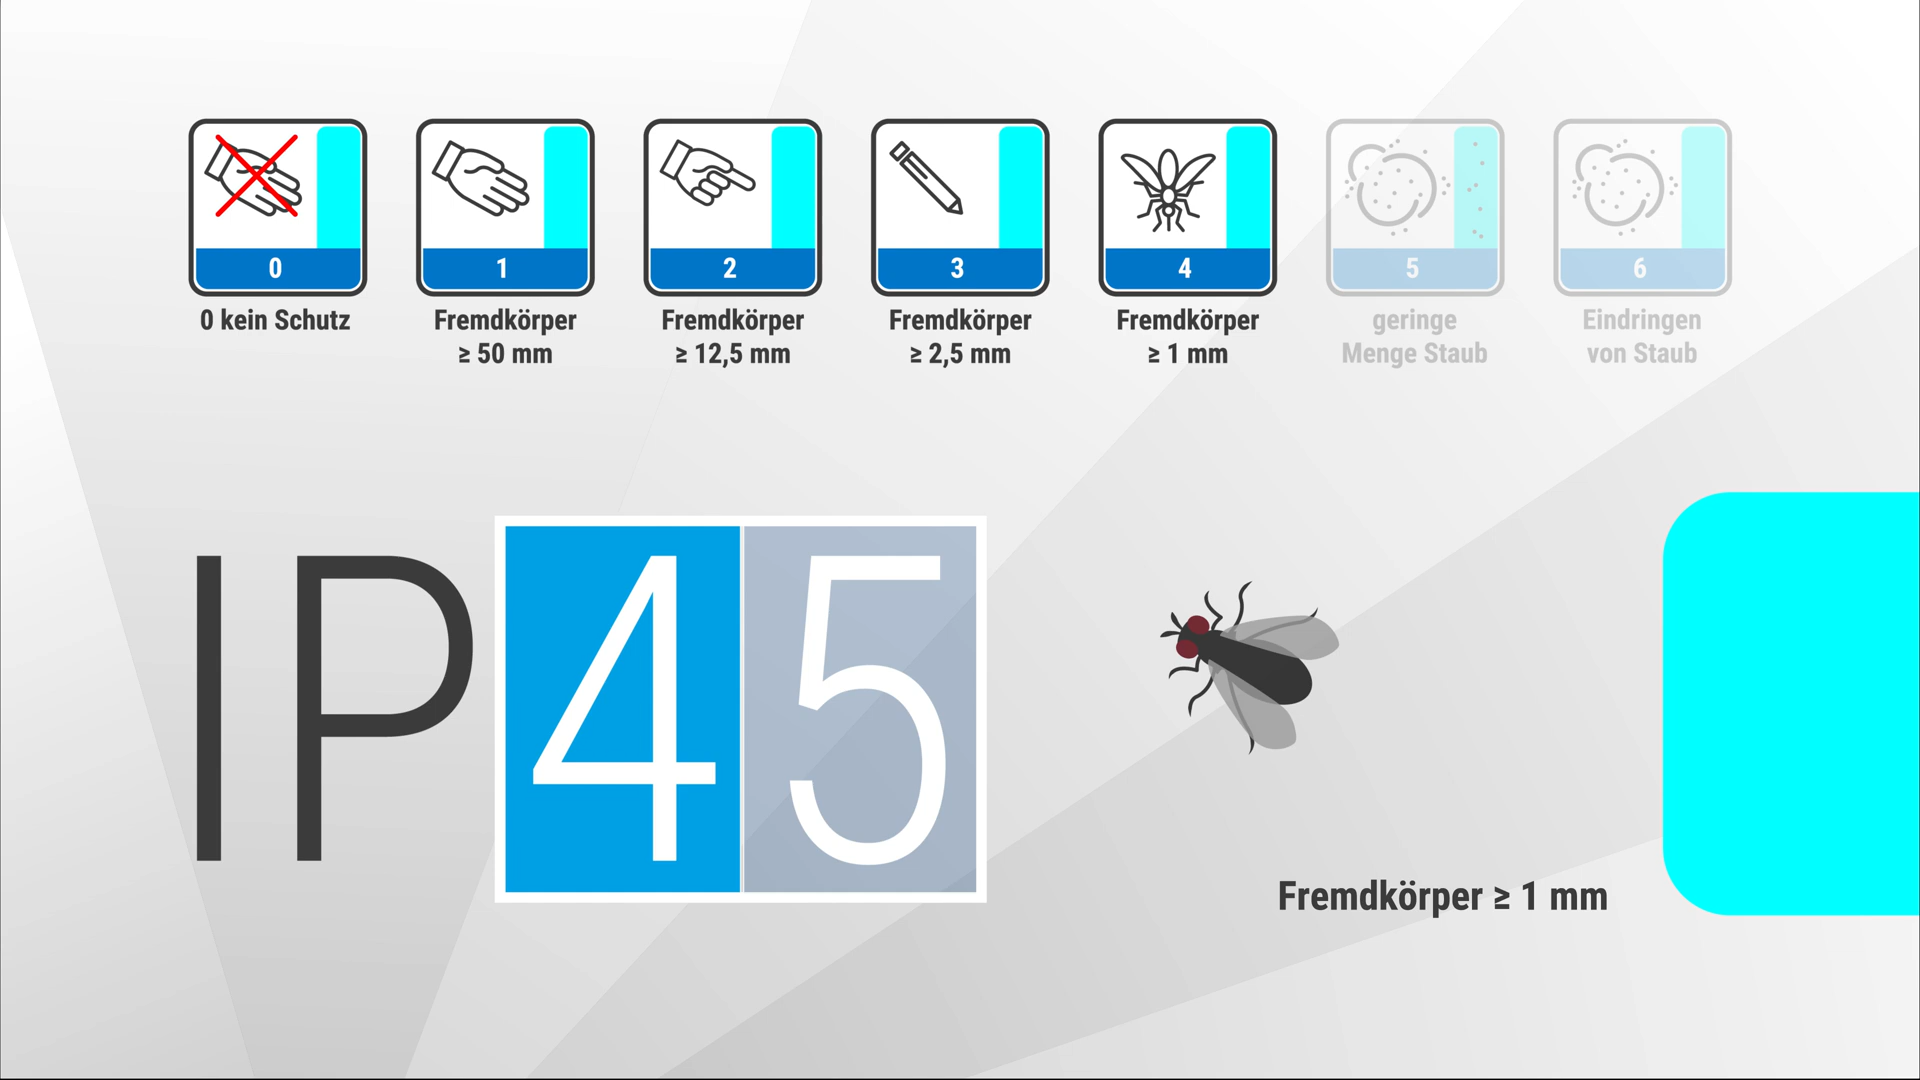 0
1
2
3
4
5
6
0 kein Schutz
Fremdkörper
≥ 50 mm
Fremdkörper
≥ 12,5 mm
Fremdkörper
≥ 2,5 mm
Fremdkörper
≥ 1 mm
geringe
Menge Staub
Eindringen
von Staub
IP45
Fremdkörper ≥ 1 mm